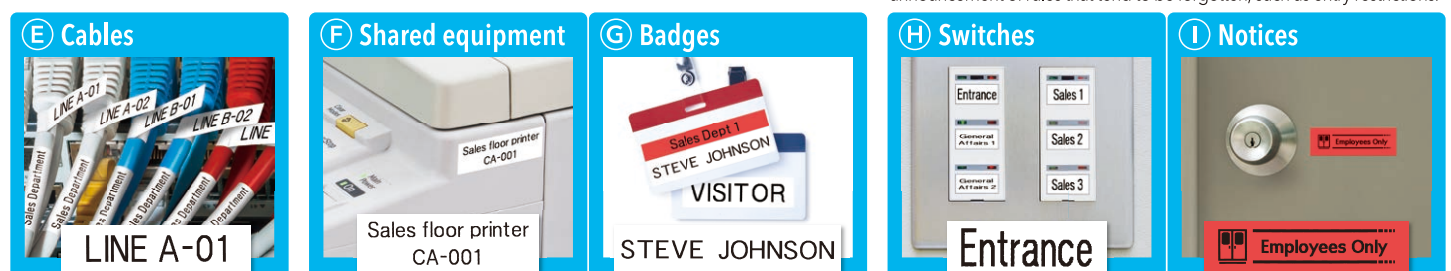 E Cables
LINE A-01
LINE A-02
LINE B-01
LINE B-02
LINE
Sales Department
Sales Department
Sales Department
Sales Department
Sales Department
LINE A-01
F Shared equipment
Sales floor printer
CA-001
On
Sales floor printer
CA-001
G Badges
Sales Dept 1
STEVE JOHNSON
VISITOR
STEVE JOHNSON
H Switches
Entrance
General
Affairs 1
General
Affairs 2
Sales 1
Sales 2
Sales 3
Entrance
I Notices
Employees Only
Employees Only